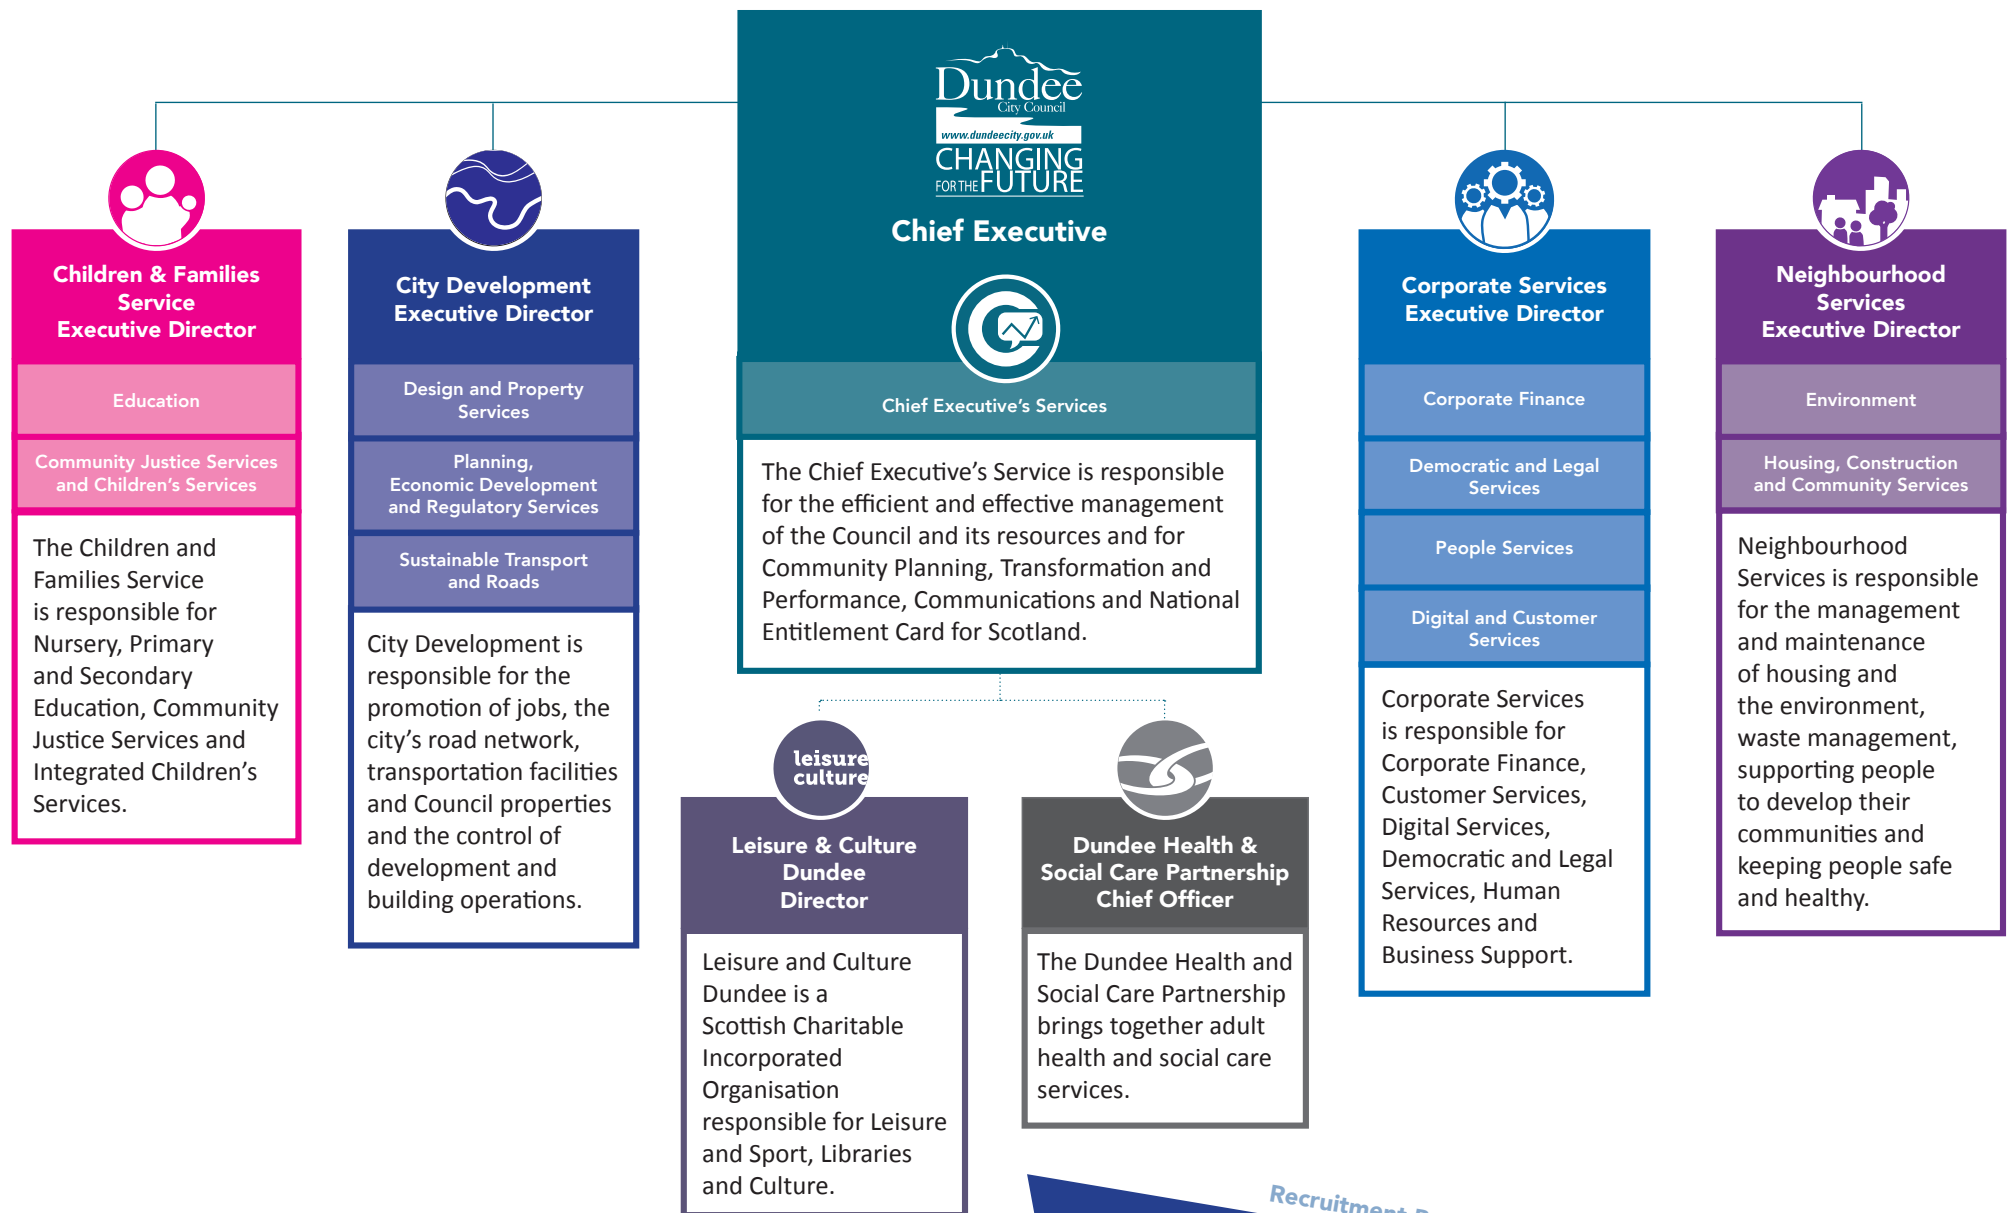 Dundee
City Council
www.dundeecity.gov.uk
CHANGING
FOR THE FUTURE
Chief Executive
Chief Executive's Services
The Chief Executive's Service is responsible
for the efficient and effective management
of the Council and its resources and for
Community Planning, Transformation and
Performance, Communications and National
Entitlement Card for Scotland.
Children & Families
Service
Executive Director
Education
Community Justice Services
and Children's Services
The Children and
Families Service
is responsible for
Nursery, Primary
and Secondary
Education, Community
Justice Services and
Integrated Children's
Services.
City Development
Executive Director
Design and Property
Services
Planning,
Economic Development
and Regulatory Services
Sustainable Transport
and Roads
City Development is
responsible for the
promotion of jobs, the
city's road network,
transportation facilities
and Council properties
and the control of
development and
building operations.
Corporate Services
Executive Director
Corporate Finance
Democratic and Legal
Services
People Services
Digital and Customer
Services
Corporate Services
is responsible for
Corporate Finance,
Customer Services,
Digital Services,
Democratic and Legal
Services, Human
Resources and
Business Support.
Neighbourhood
Services
Executive Director
Environment
Housing, Construction
and Community Services
Neighbourhood
Services is responsible
for the management
and maintenance
of housing and
the environment,
waste management,
supporting people
to develop their
communities and
keeping people safe
and healthy.
leisure
culture
Leisure & Culture
Dundee
Director
Leisure and Culture
Dundee is a
Scottish Charitable
Incorporated
Organisation
responsible for Leisure
and Sport, Libraries
and Culture.
Dundee Health &
Social Care Partnership
Chief Officer
The Dundee Health and
Social Care Partnership
brings together adult
health and social care
services.
Recruitment